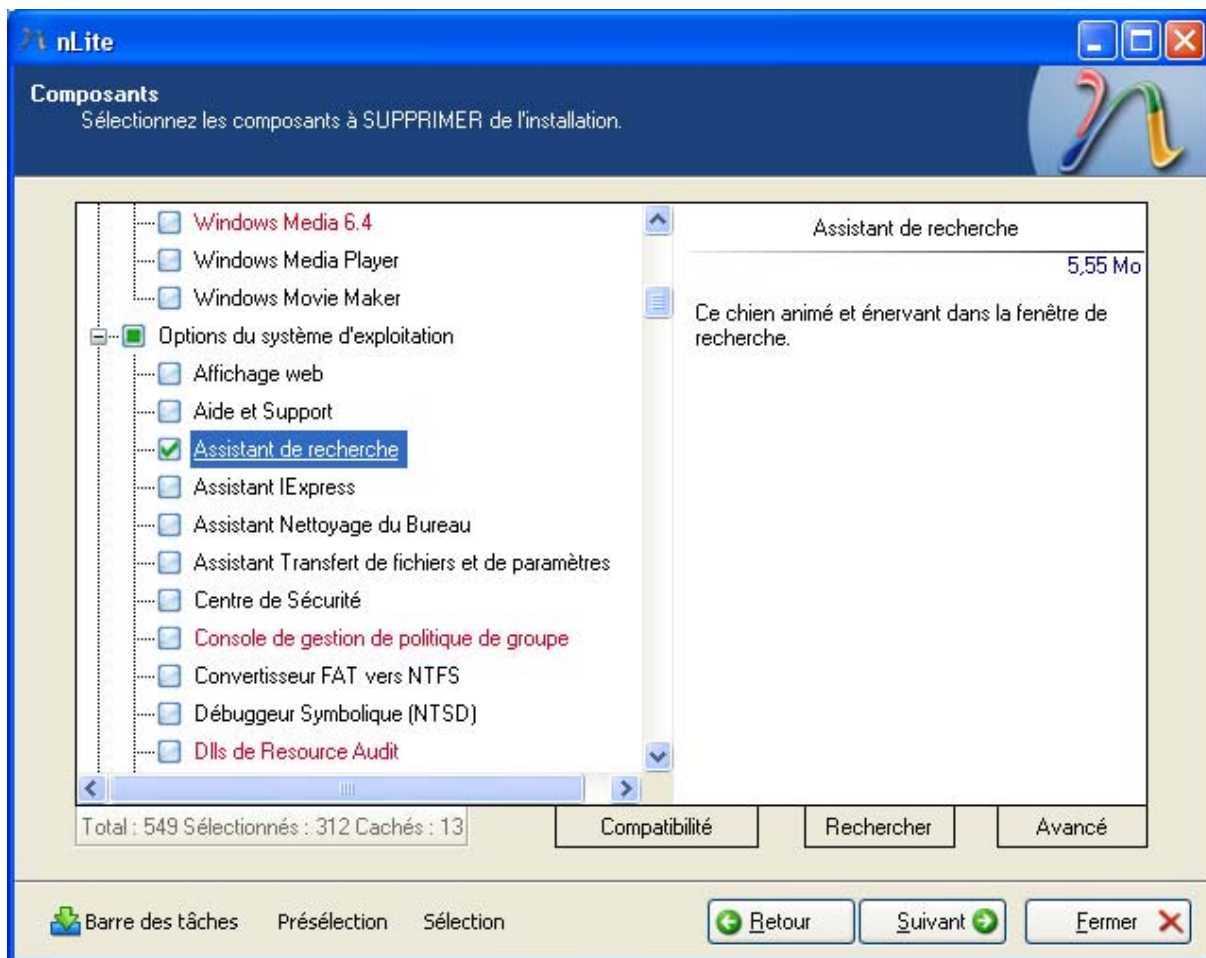 nLite
Composants
Sélectionnez les composants à SUPPRIMER de l'installation.
Windows Media 6.4
Windows Media Player
Windows Movie Maker
Options du système d'exploitation
Affichage web
Aide et Support
Assistant de recherche
Assistant IExpress
Assistant Nettoyage du Bureau
Assistant Transfert de fichiers et de paramètres
Centre de Sécurité
Console de gestion de politique de groupe
Convertisseur FAT vers NTFS
Débuggeur Symbolique (NTSD)
Dlls de Resource Audit
Assistant de recherche
5,55 Mo
Ce chien animé et énervant dans la fenêtre de
recherche.
Total : 549 Sélectionnés : 312 Cachés : 13
Compatibilité
Rechercher
Avancé
Barre des tâches
Présélection
Sélection
Retour
Suivant
Fermer